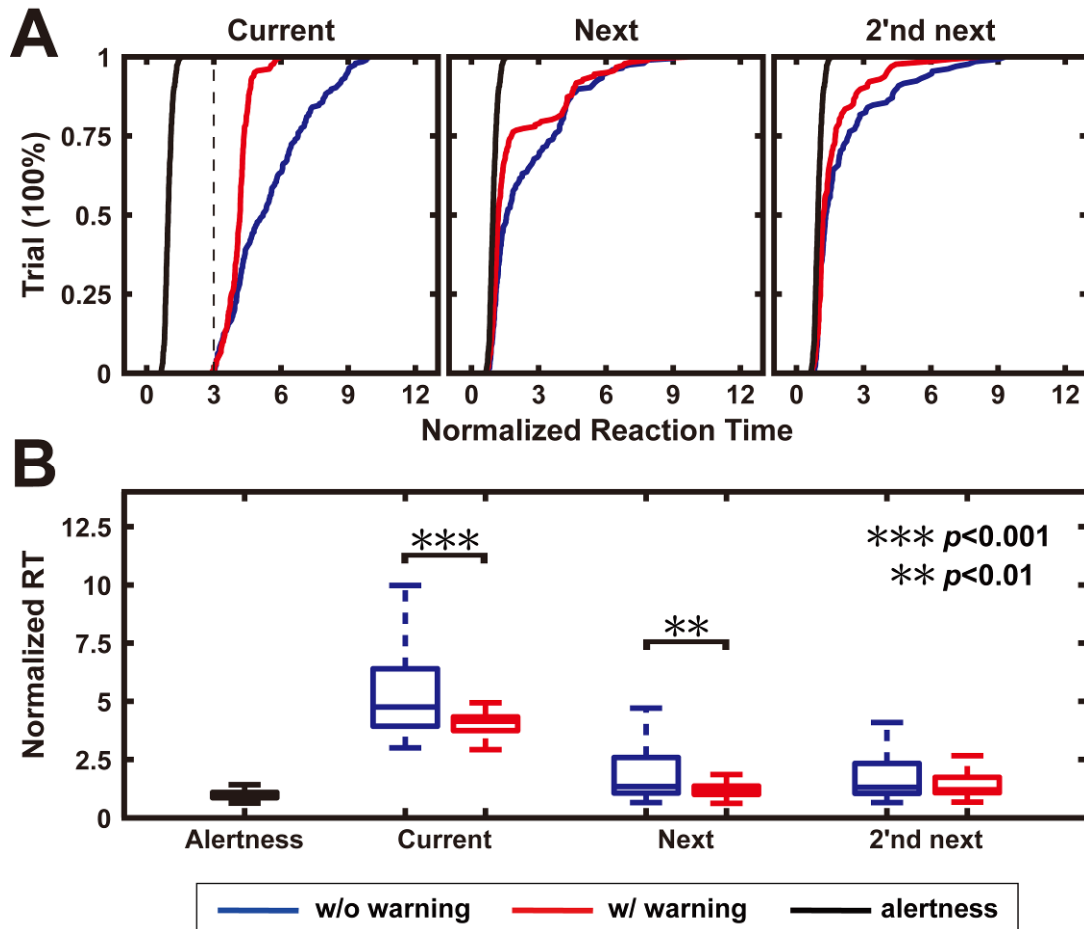 A
Current Next 2'nd next
Trial (100%)
1
0.75
0.5
0.25
0
0 3 6 9 12 0 3 6 9 12 0 3 6 9 12
Normalized Reaction Time
B
Normalized RT
12.5
10
7.5
5
2.5
0
*** p<0.001
** p<0.01
***
**
Alertness Current Next 2'nd next
w/o warning w/ warning alertness